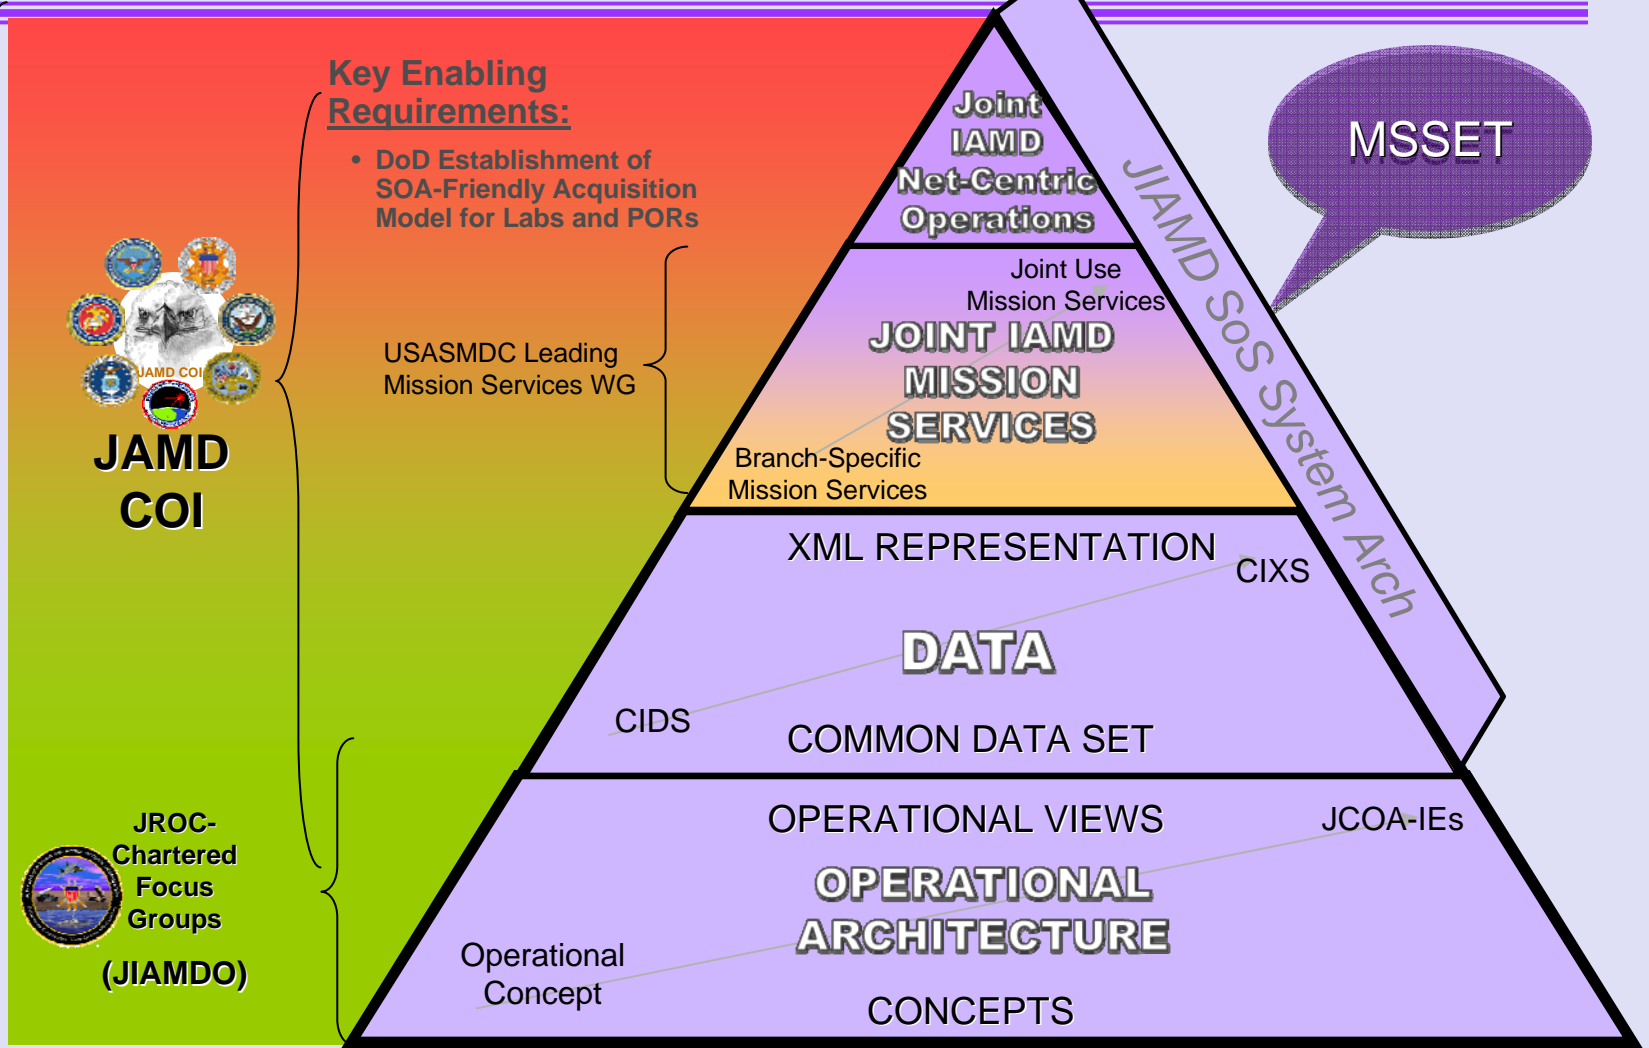 Key Enabling
Requirements:
• DoD Establishment of
SOA-Friendly Acquisition
Model for Labs and PORs
JAMD COI
JAMD
COI
USASMDC Leading
Mission Services WG
JROC-
Chartered
Focus
Groups
(JIAMDO)
Joint
IAMD
Net-Centric
Operations
Joint Use
Mission Services
JOINT IAMD
MISSION
SERVICES
Branch-Specific
Mission Services
XML REPRESENTATION
CIXS
DATA
CIDS
COMMON DATA SET
OPERATIONAL VIEWS
JCOA-IEs
OPERATIONAL
ARCHITECTURE
Operational
Concept
CONCEPTS
JIAMD SoS System Arch
MSSET